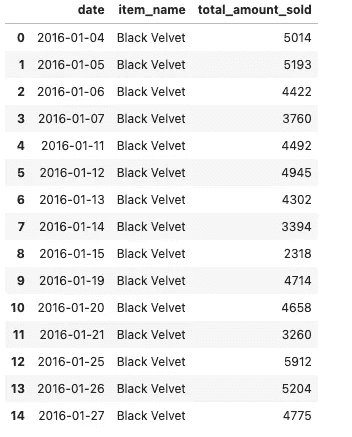 date item_name total_amount_sold
0 2016-01-04 Black Velvet 5014
1 2016-01-05 Black Velvet 5193
2 2016-01-06 Black Velvet 4422
3 2016-01-07 Black Velvet 3760
4 2016-01-11 Black Velvet 4492
5 2016-01-12 Black Velvet 4945
6 2016-01-13 Black Velvet 4302
7 2016-01-14 Black Velvet 3394
8 2016-01-15 Black Velvet 2318
9 2016-01-19 Black Velvet 4714
10 2016-01-20 Black Velvet 4658
11 2016-01-21 Black Velvet 3260
12 2016-01-25 Black Velvet 5912
13 2016-01-26 Black Velvet 5204
14 2016-01-27 Black Velvet 4775